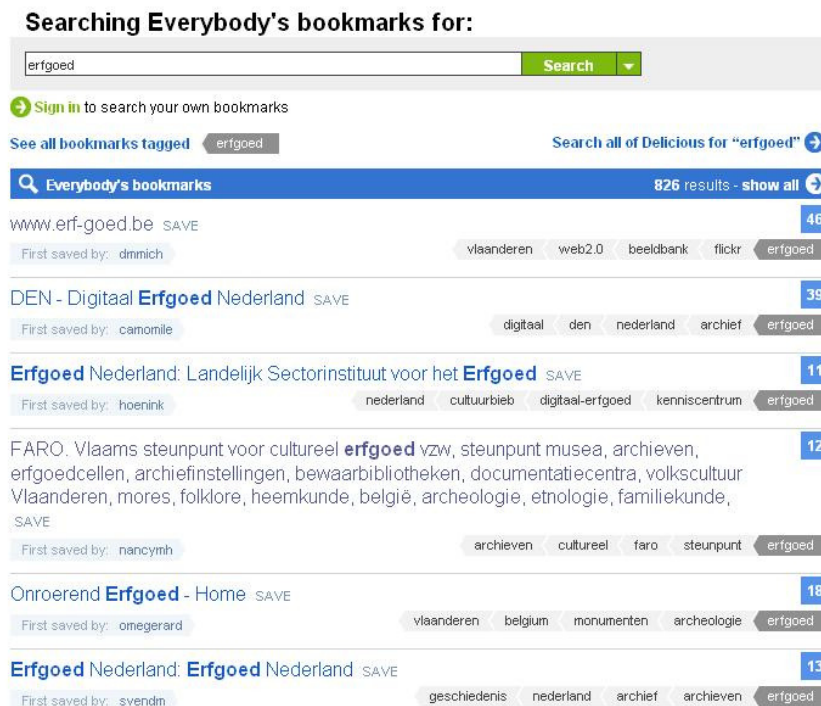 Searching Everybody's bookmarks for:
erfgoed Search
Sign in to search your own bookmarks
See all bookmarks tagged erfgoed Search all of Delicious for “erfgoed”
Everybody's bookmarks 826 results - show all
www.erf-goed.be SAVE 46
First saved by: dmmich vlaanderen web2.0 beeldbank flickr erfgoed
DEN - Digitaal Erfgoed Nederland SAVE 39
First saved by: camomile digitaal den nederland archief erfgoed
Erfgoed Nederland: Landelijk Sectorinstituut voor het Erfgoed SAVE 11
First saved by: hoenink nederland cultuurbieb digitaal-erfgoed kenniscentrum erfgoed
FARO. Vlaams steunpunt voor cultureel erfgoed vzw, steunpunt musea, archieven, 12
erfgoedcellen, archiefinstellingen, bewaarbibliotheken, documentatiecentra, volkscultuur
Vlaanderen, mores, folklore, heemkunde, belgië, archeologie, etnologie, familiekunde,
SAVE
First saved by: nancymh archieven cultureel faro steunpunt erfgoed
Onroerend Erfgoed - Home SAVE 18
First saved by: omegerard vlaanderen belgium monumenten archeologie erfgoed
Erfgoed Nederland: Erfgoed Nederland SAVE 13
First saved by: svendm geschiedenis nederland archief archieven erfgoed